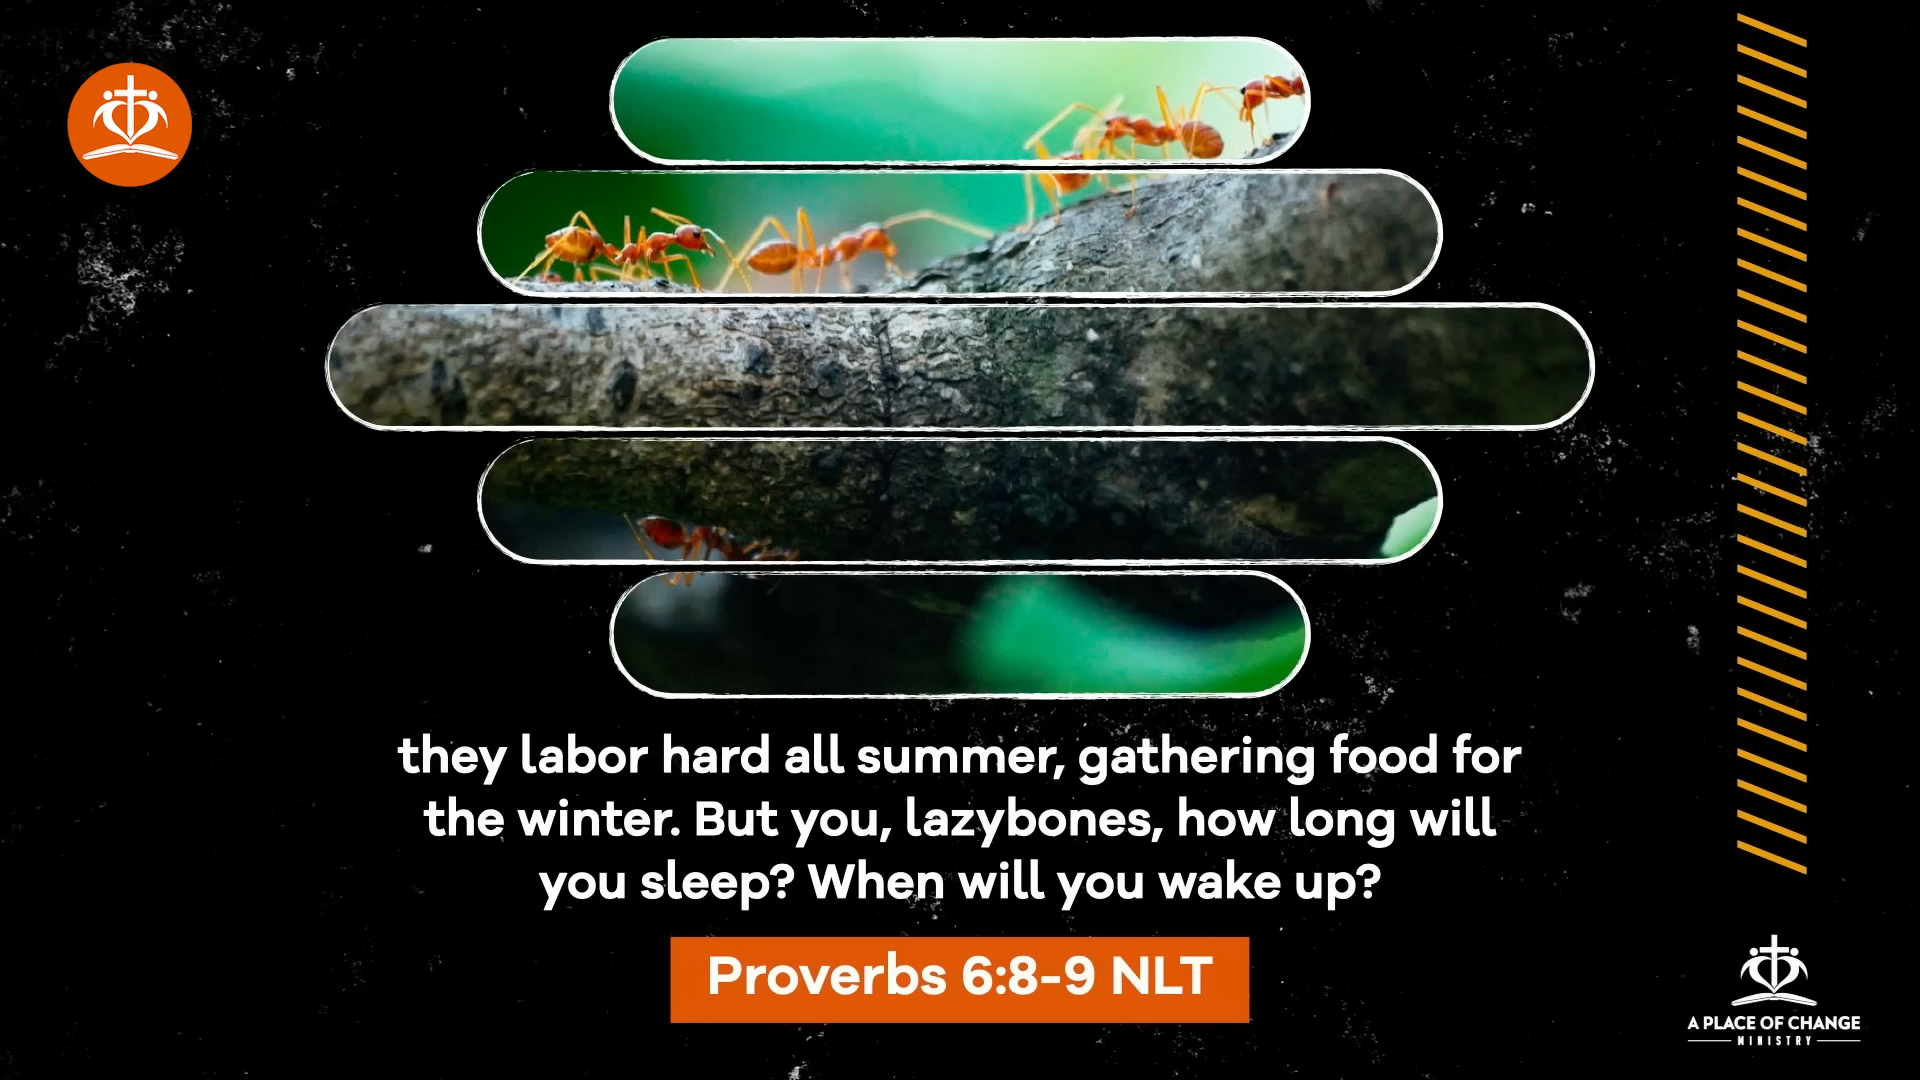 they labor hard all summer, gathering food for
the winter. But you, lazybones, how long will
you sleep? When will you wake up?
Proverbs 6:8-9 NLT
A PLACE OF CHANGE
MINISTRY